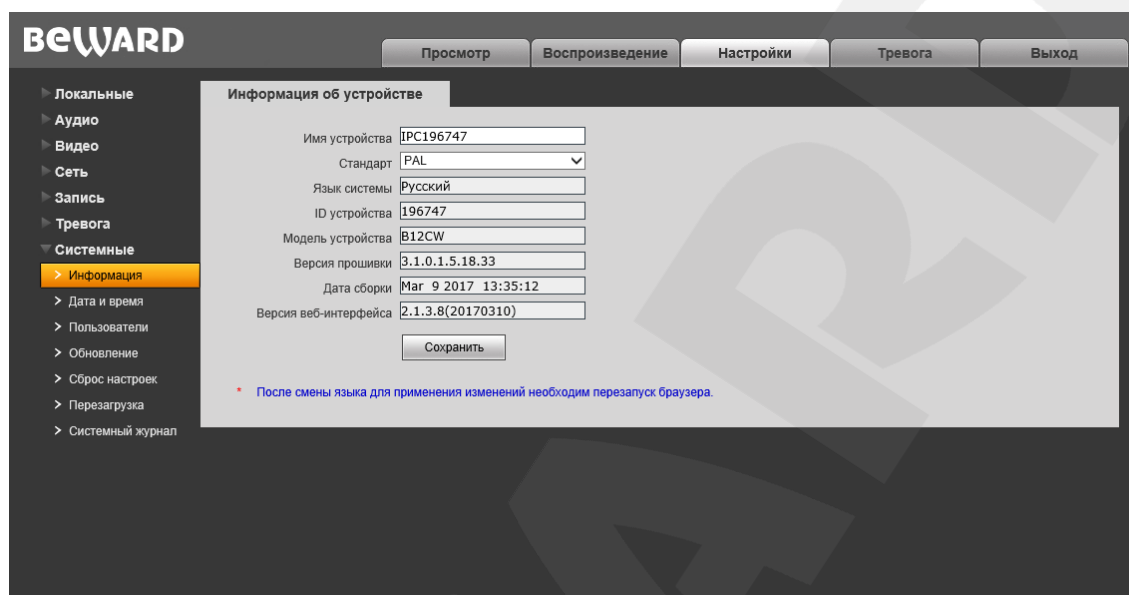 BEWARD
Просмотр Воспроизведение Настройки Тревога Выход
Локальные
Аудио
Видео
Сеть
Запись
Тревога
Системные
> Информация
> Дата и время
> Пользователи
> Обновление
> Сброс настроек
> Перезагрузка
> Системный журнал
Информация об устройстве
Имя устройства IPC196747
Стандарт PAL
Язык системы Русский
ID устройства 196747
Модель устройства B12CW
Версия прошивки 3.1.0.1.5.18.33
Дата сборки Mar 9 2017 13:35:12
Версия веб-интерфейса 2.1.3.8(20170310)
Сохранить
* После смены языка для применения изменений необходим перезапуск браузера.